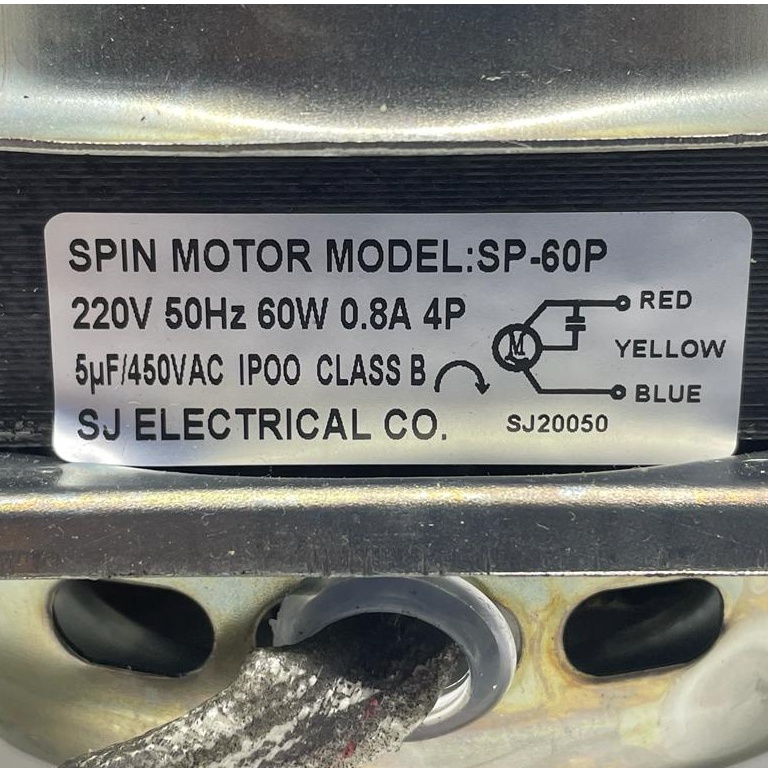 SPIN MOTOR MODEL:SP-60P
220V 50Hz 60W 0.8A 4P
5μF/450VAC IPOO CLASS B
SJ ELECTRICAL CO.
M
RED
YELLOW
BLUE
SJ20050